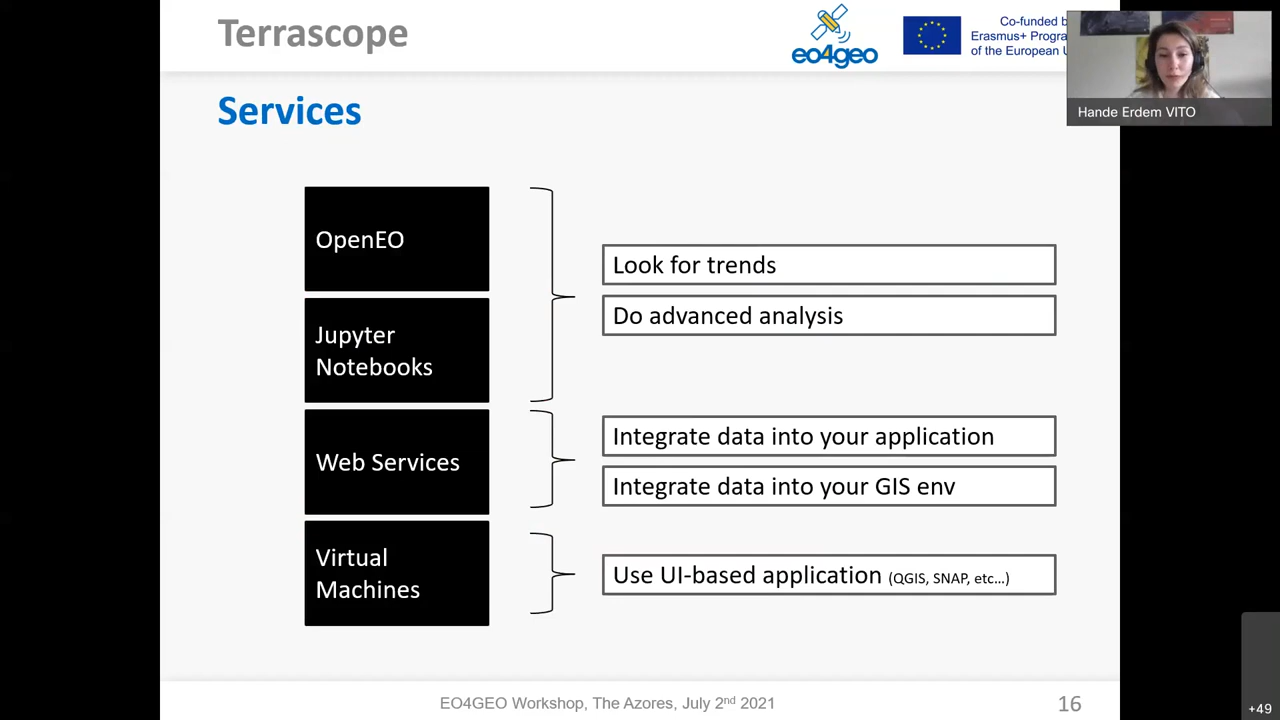 Terrascope
eo4geo
Co-funded b
Erasmus+ Progra
of the European U
Hande Erdem VITO
Services
OpenEO
Jupyter
Notebooks
Look for trends
Do advanced analysis
Web Services
Integrate data into your application
Integrate data into your GIS env
Virtual
Machines
Use UI-based application (QGIS, SNAP, etc...)
EO4GEO Workshop, The Azores, July 2nd 2021
16
+49